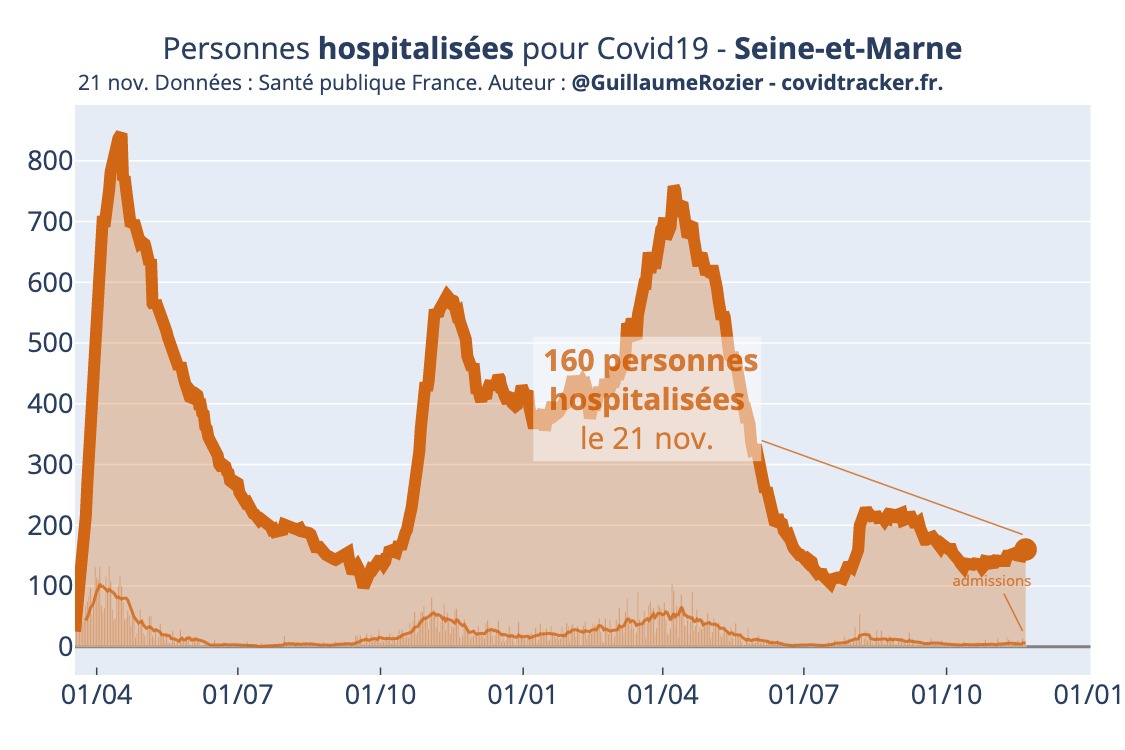 Personnes hospitalisées pour Covid19 - Seine-et-Marne
21 nov. Données : Santé publique France. Auteur : @GuillaumeRozier - covidtracker.fr.
800
700
600
500
400
300
200
100
0
160 personnes
hospitalisées
le 21 nov.
admissions
01/04 01/07 01/10 01/01 01/04 01/07 01/10 01/01